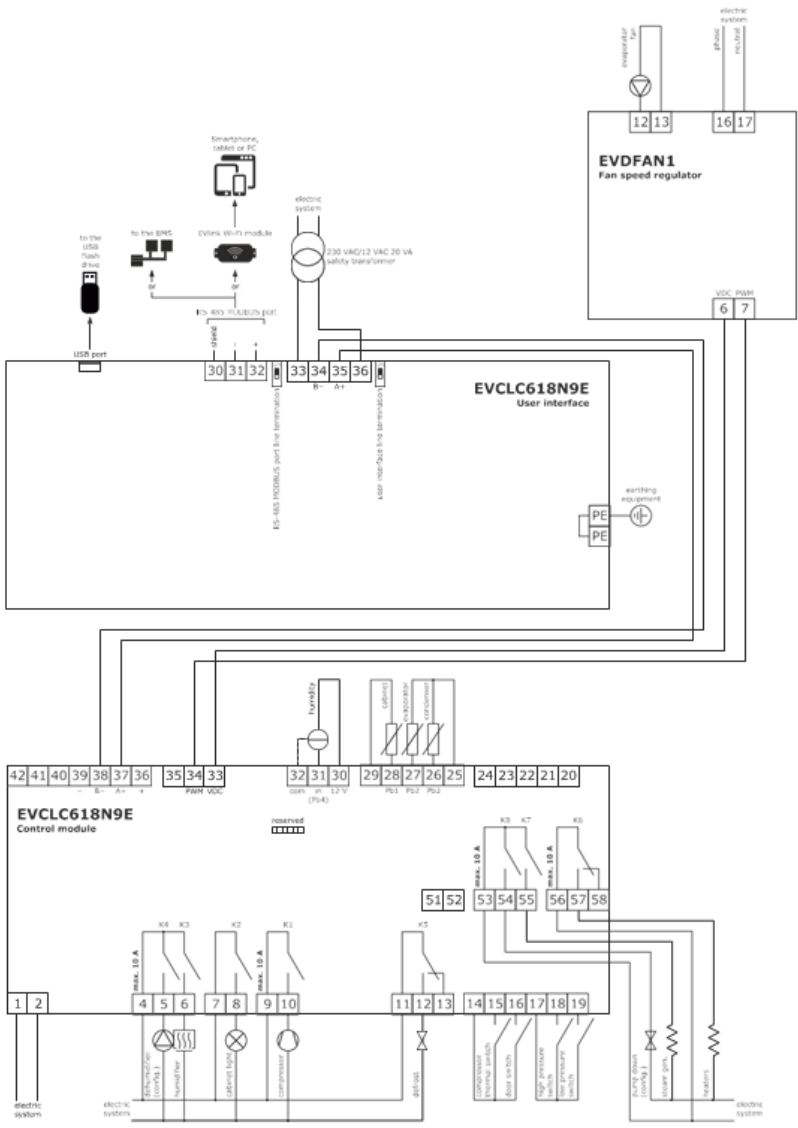 electric
system
evaporator
fan
phase
neutral
12 13
16 17
EVDFAN1
Fan speed regulator
VDC PWM
6 7
Smartphone,
tablet or PC
electric
system
to the
USB
flash
drive
to the BMS
EVlink Wi-Fi module
230 VAC/12 VAC 20 VA
safety transformer
or
or
RS-485 MODBUS port
shield
-
+
USB port
30 31 32
33 34 35 36
B- A+
RS-485 MODBUS port line termination
user interface line termination
EVCLC618N9E
User interface
earthing
equipment
PE
PE
humidity
cabinet
evaporator
condenser
42 41 40 39 38 37 36
- B- A+ +
35 34 33
PWM VDC
32 31 30
com in 12 V
(Pb4)
29 28 27 26 25
Pb1 Pb2 Pb2
24 23 22 21 20
EVCLC618N9E
Control module
reserved
max. 10 A
K7
max. 10 A
51 52
53 54 55
56 57 58
max. 10 A
K4 K3
K2
max. 10 A
K1
1 2
4 5 6
7 8
9 10
11 12 13
14 15 16 17 18 19
dehumidifier
(config.)
humidifier
cabinet light
compressor
defrost
compressor
thermal switch
door switch
high pressure
switch
low pressure
switch
pump down
(config.)
steam gen.
heaters
electric
system
electric
system
electric
system